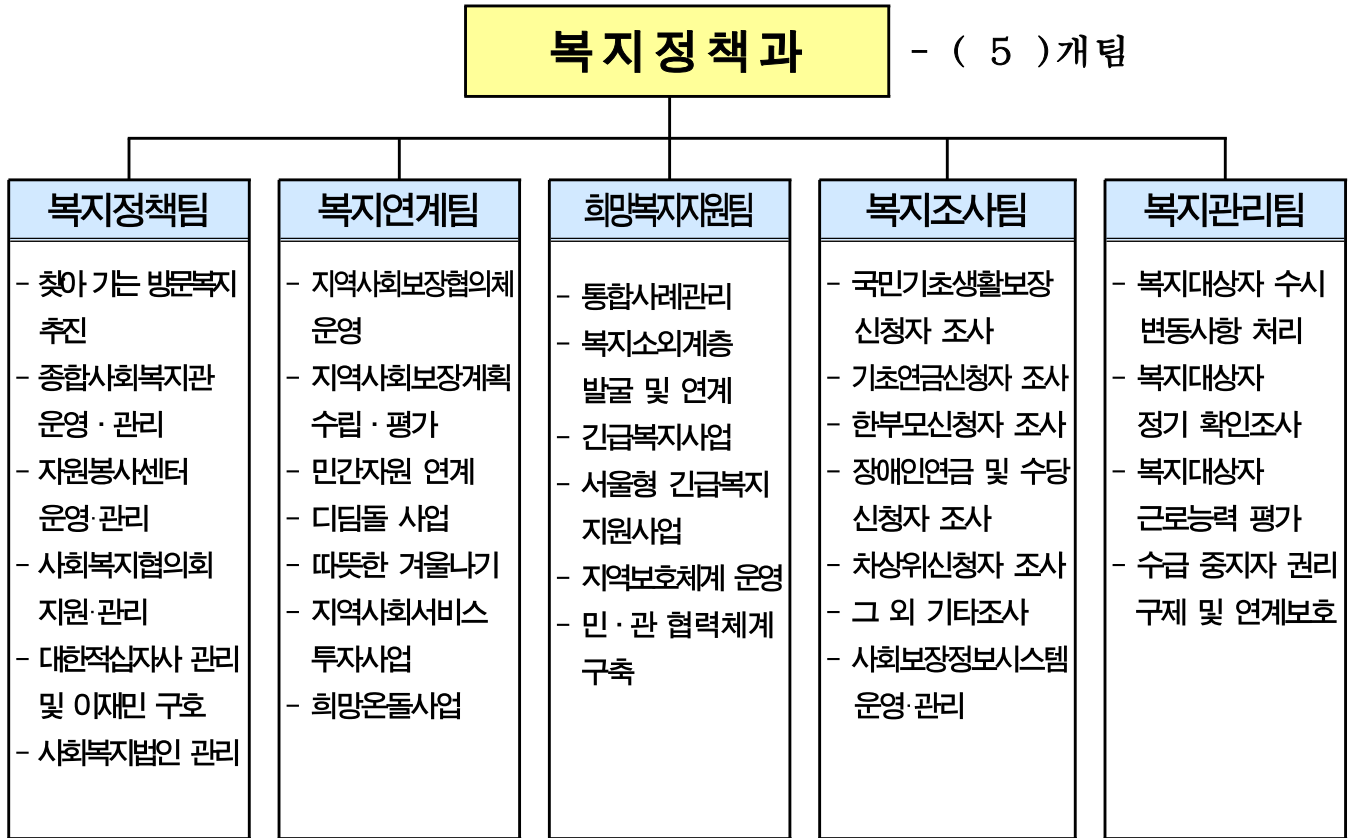 복지정책과 - ( 5 )개팀
복지정책팀
- 찾아 가는 방문복지
추진
- 종합사회복지관
운영 · 관리
- 자원봉사센터
운영·관리
- 사회복지협의회
지원·관리
- 대한적십자사 관리
및 이재민 구호
- 사회복지법인 관리
복지연계팀
- 지역사회보장협의체
운영
- 지역사회보장계획
수립 · 평가
- 민간자원 연계
- 디딤돌 사업
- 따뜻한 겨울나기
- 지역사회서비스
투자사업
- 희망온돌사업
희망복지지원팀
- 통합사례관리
- 복지소외계층
발굴 및 연계
- 긴급복지사업
- 서울형 긴급복지
지원사업
- 지역보호체계 운영
- 민 · 관 협력체계
구축
복지조사팀
- 국민기초생활보장
신청자 조사
- 기초연금신청자 조사
- 한부모신청자 조사
- 장애인연금 및 수당
신청자 조사
- 차상위신청자 조사
- 그 외 기타조사
- 사회보장정보시스템
운영·관리
복지관리팀
- 복지대상자 수시
변동사항 처리
- 복지대상자
정기 확인조사
- 복지대상자
근로능력 평가
- 수급 중지자 권리
구제 및 연계보호